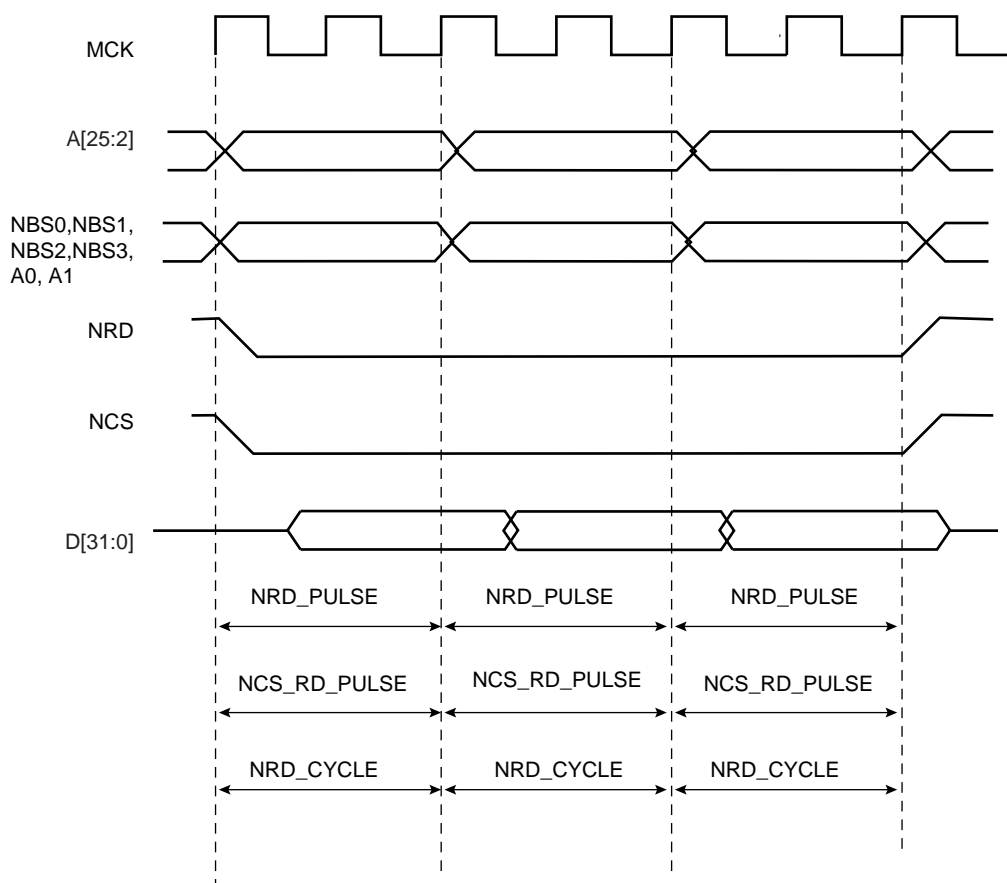 MCK
A[25:2]
NBS0,NBS1,
NBS2,NBS3,
A0, A1
NRD
NCS
D[31:0]
NRD_PULSE NRD_PULSE NRD_PULSE
NCS_RD_PULSE NCS_RD_PULSE NCS_RD_PULSE
NRD_CYCLE NRD_CYCLE NRD_CYCLE